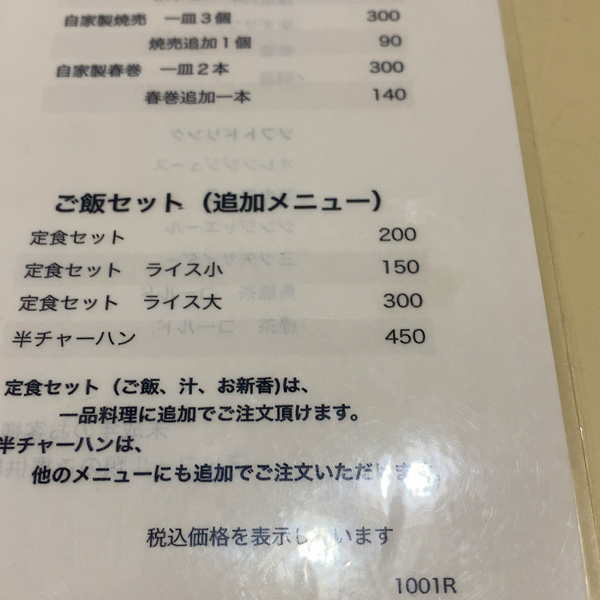 自家製焼売 一皿3個 300
焼売追加1個 90
自家製春巻 一皿2本 300
春巻追加一本 140
ご飯セット（追加メニュー）
定食セット 200
定食セット ライス小 150
定食セット ライス大 300
半チャーハン 450
定食セット（ご飯、汁、お新香)は、
一品料理に追加でご注文頂けます。
半チャーハンは、
他のメニューにも追加でご注文いただけます。
税込価格を表示しています
1001R